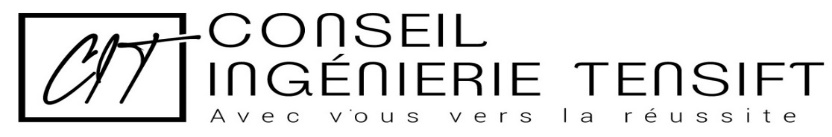 CIT
CONSEIL
INGÉNIERIE TENSIFT
Avec vous vers la réussite